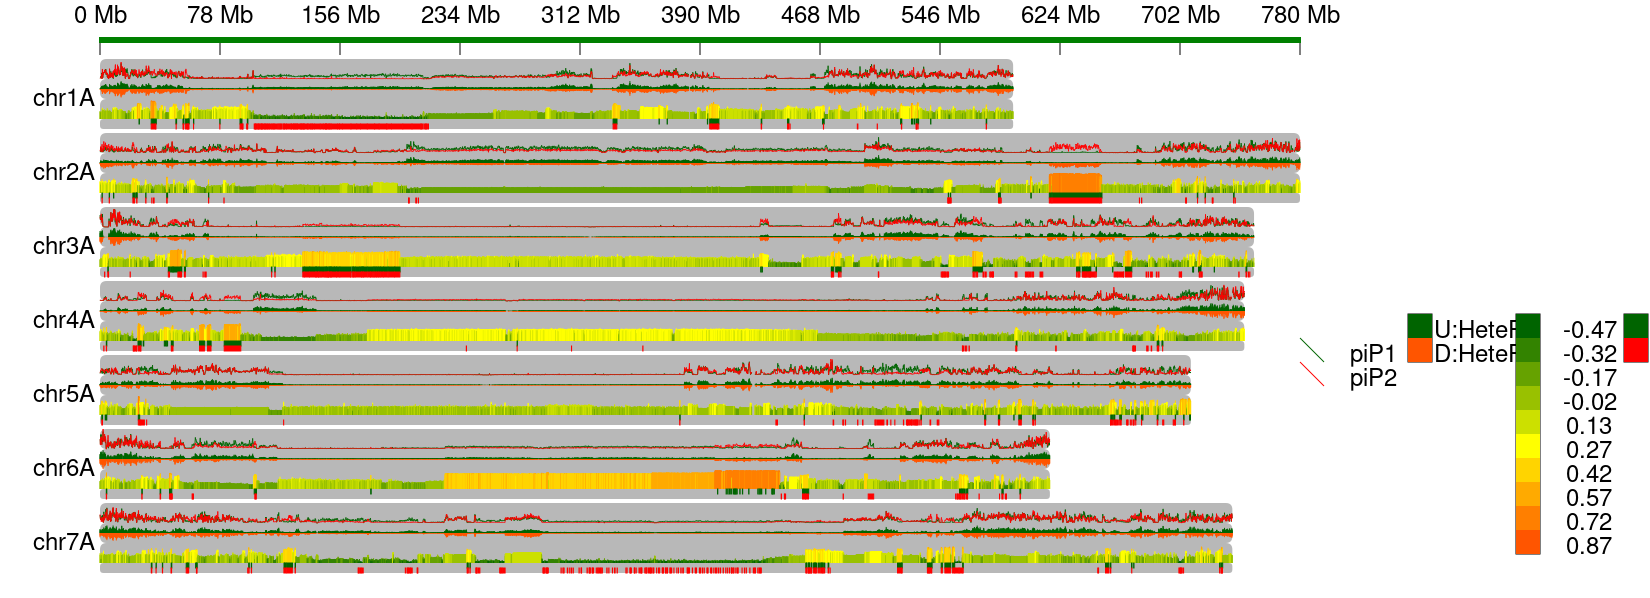 0 Mb 78 Mb 156 Mb 234 Mb 312 Mb 390 Mb 468 Mb 546 Mb 624 Mb 702 Mb 780 Mb
chr1A
chr2A
chr3A
chr4A
chr5A
chr6A
chr7A
piP1
piP2
U:HeteF
D:HeteF
-0.47
-0.32
-0.17
-0.02
0.13
0.27
0.42
0.57
0.72
0.87